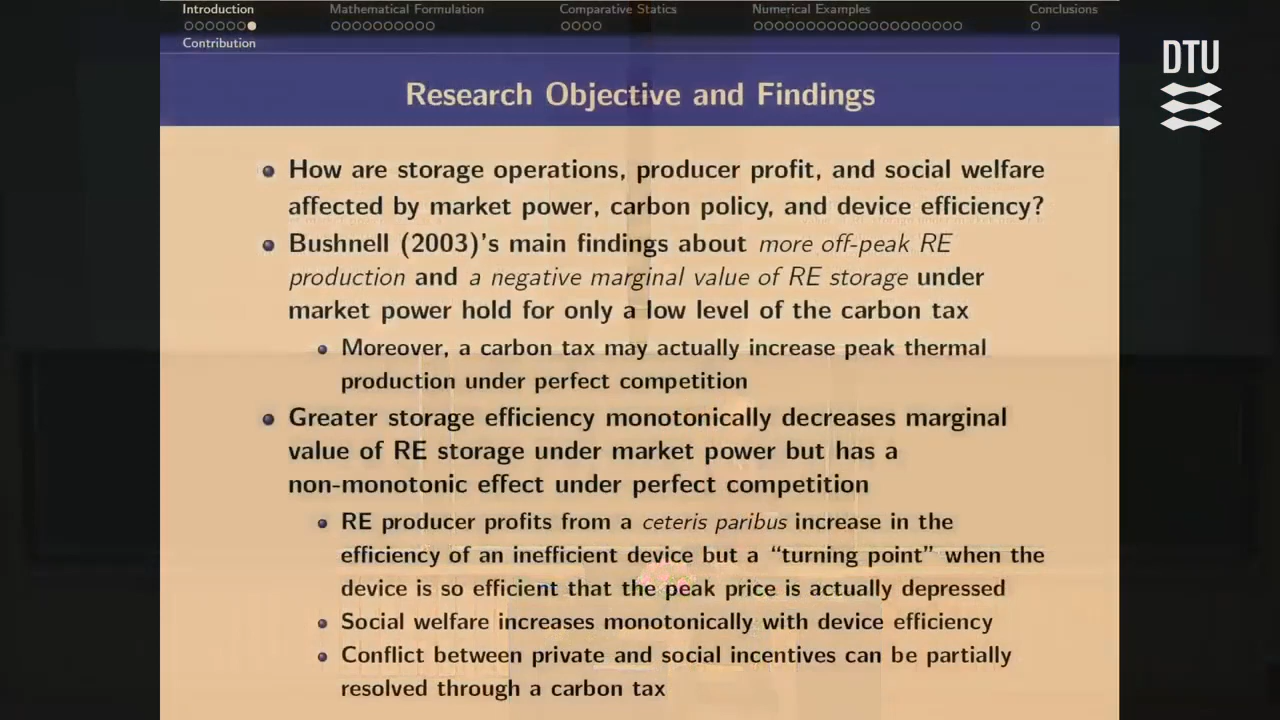 Introduction
Mathematical Formulation
Comparative Statics
Numerical Examples
Conclusions
Contribution
DTU
Research Objective and Findings
How are storage operations, producer profit, and social welfare
affected by market power, carbon policy, and device efficiency?
Bushnell (2003)'s main findings about more off-peak RE
production and a negative marginal value of RE storage under
market power hold for only a low level of the carbon tax
Moreover, a carbon tax may actually increase peak thermal
production under perfect competition
Greater storage efficiency monotonically decreases marginal
value of RE storage under market power but has a
non-monotonic effect under perfect competition
RE producer profits from a ceteris paribus increase in the
efficiency of an inefficient device but a “turning point” when the
device is so efficient that the peak price is actually depressed
Social welfare increases monotonically with device efficiency
Conflict between private and social incentives can be partially
resolved through a carbon tax